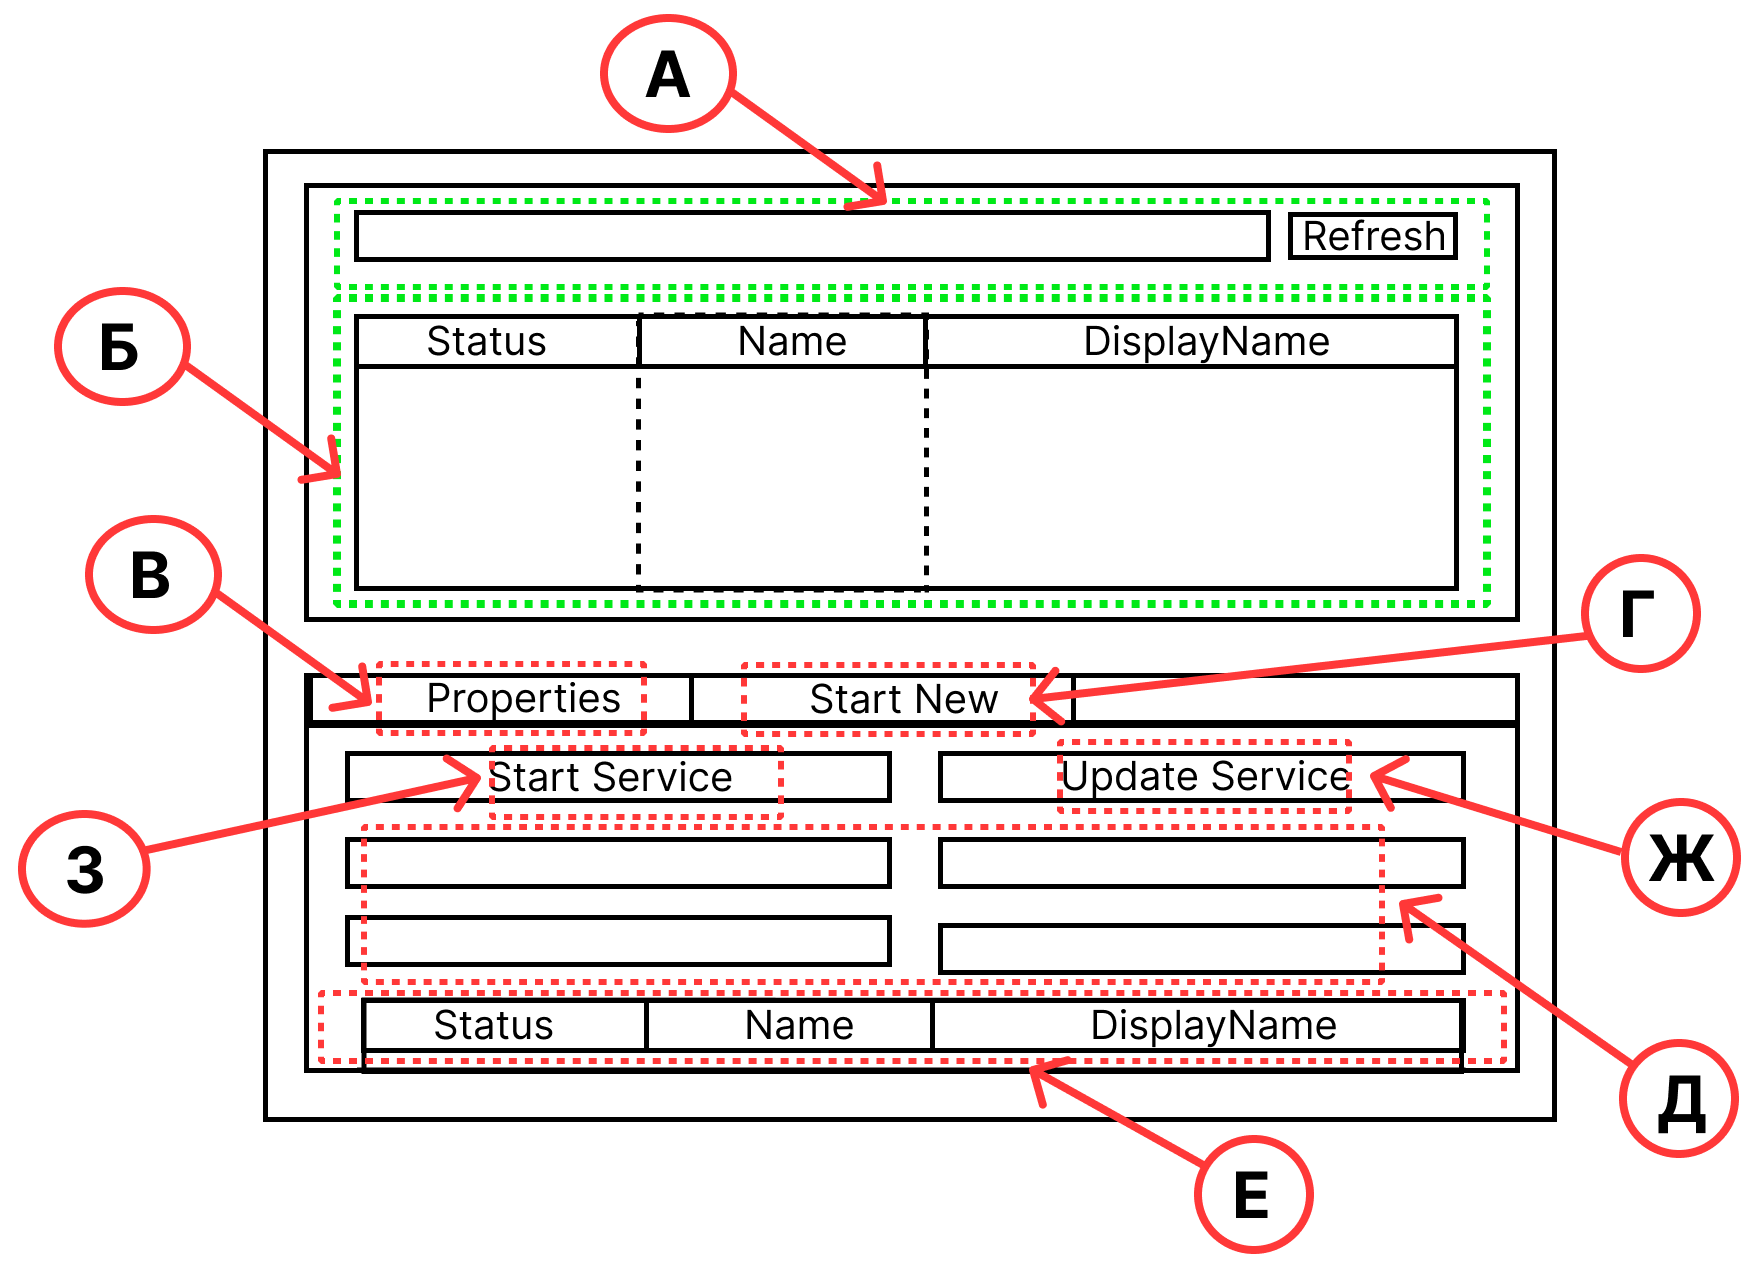 А
Refresh
Б
Status Name DisplayName
В
Г
Properties Start New
Start Service Update Service
З
Ж
Status Name DisplayName
Д
Е